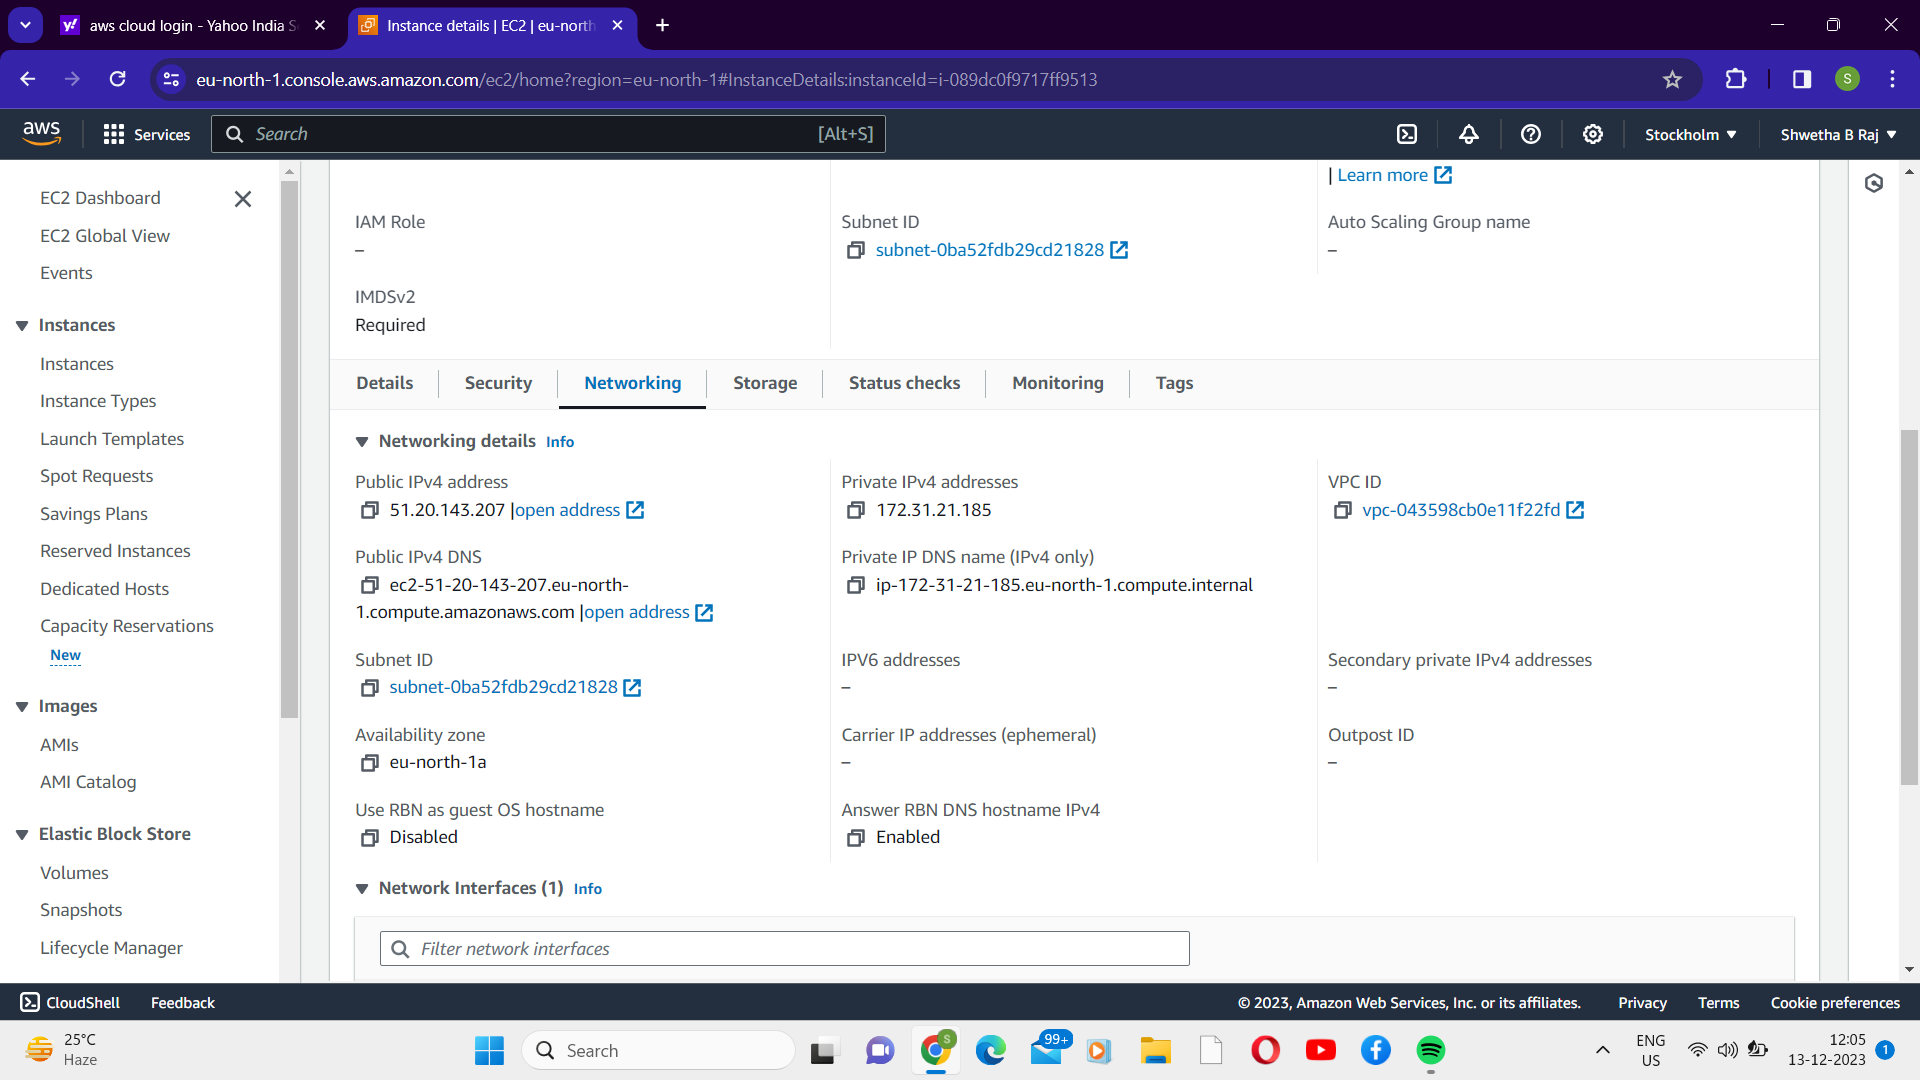 aws cloud login - Yahoo India S
Instance details | EC2 | eu-north
eu-north-1.console.aws.amazon.com/ec2/home?region=eu-north-1#InstanceDetails:instanceId=i-089dc0f9717ff9513
S
aws
Services
Search
[Alt+S]
Stockholm
Shwetha B Raj
EC2 Dashboard
EC2 Global View
Events
Instances
Instances
Instance Types
Launch Templates
Spot Requests
Savings Plans
Reserved Instances
Dedicated Hosts
Capacity Reservations
New
Images
AMIs
AMI Catalog
Elastic Block Store
Volumes
Snapshots
Lifecycle Manager
| Learn more
IAM Role
–
Subnet ID
subnet-0ba52fdb29cd21828
Auto Scaling Group name
–
IMDSv2
Required
Details
Security
Networking
Storage
Status checks
Monitoring
Tags
Networking details Info
Public IPv4 address
51.20.143.207 |open address
Private IPv4 addresses
172.31.21.185
VPC ID
vpc-043598cb0e11f22fd
Public IPv4 DNS
ec2-51-20-143-207.eu-north-
1.compute.amazonaws.com |open address
Private IP DNS name (IPv4 only)
ip-172-31-21-185.eu-north-1.compute.internal
Subnet ID
subnet-0ba52fdb29cd21828
IPV6 addresses
–
Secondary private IPv4 addresses
–
Availability zone
eu-north-1a
Carrier IP addresses (ephemeral)
–
Outpost ID
–
Use RBN as guest OS hostname
Disabled
Answer RBN DNS hostname IPv4
Enabled
Network Interfaces (1) Info
Filter network interfaces
CloudShell
Feedback
© 2023, Amazon Web Services, Inc. or its affiliates.
Privacy
Terms
Cookie preferences
25°C
Haze
Search
S
99+
ENG
US
12:05
13-12-2023
1